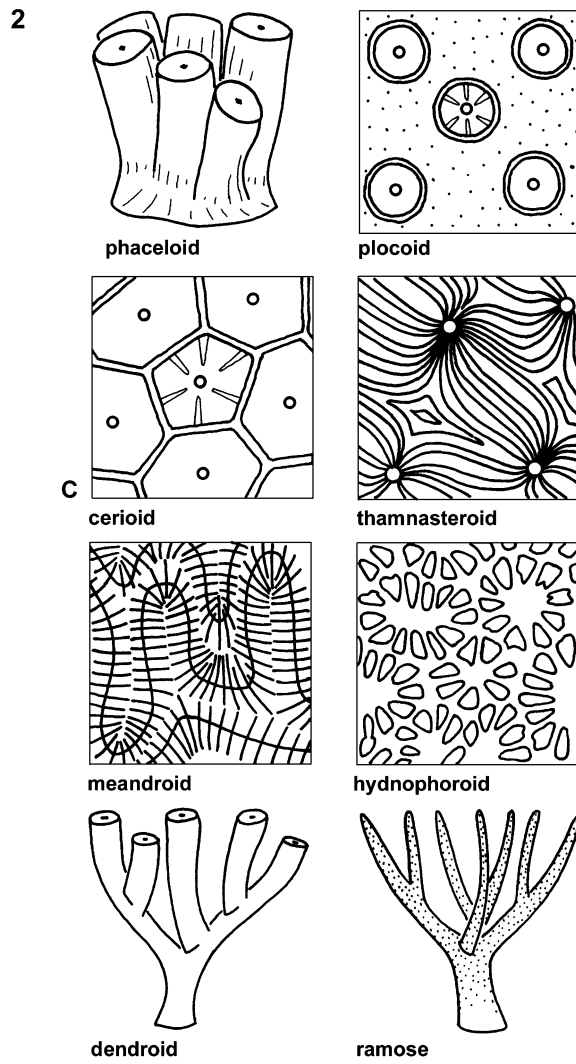 2
phaceloid plocoid
C
cerioid thamnasteroid
meandroid hydnophoroid
dendroid ramose